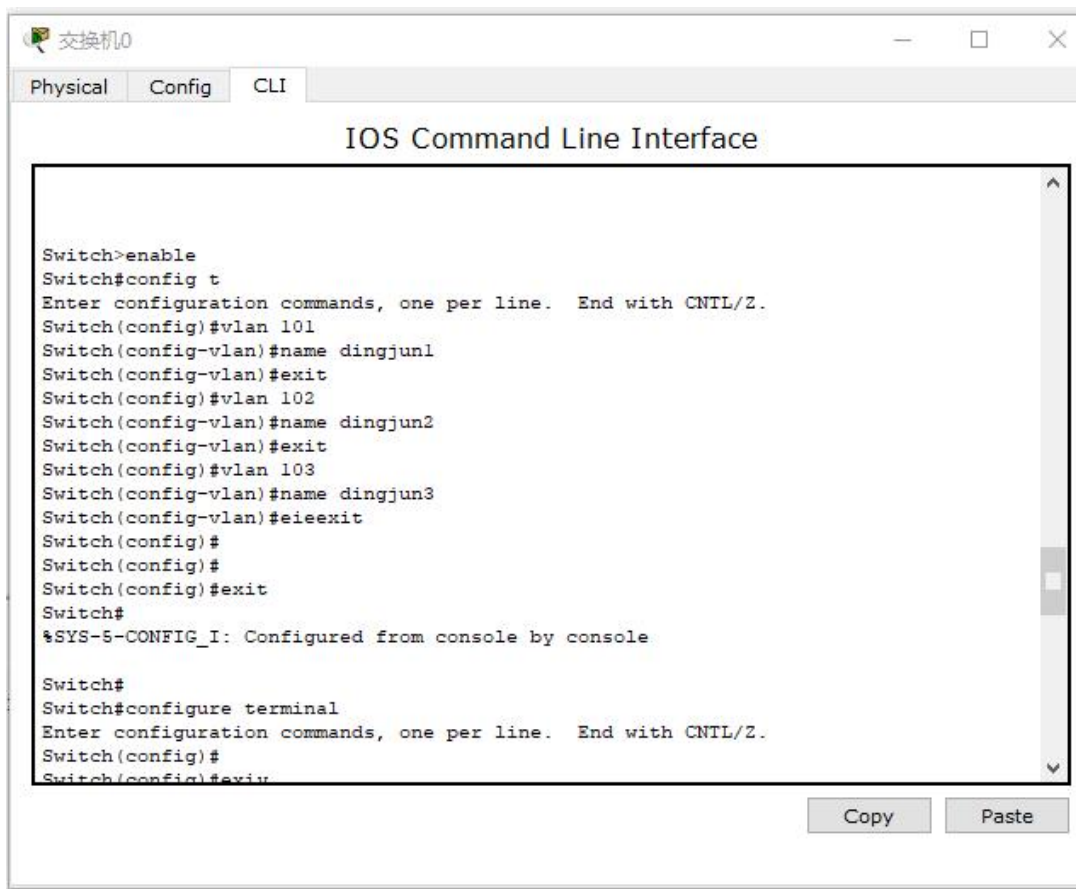 交换机0
Physical Config CLI
IOS Command Line Interface
Switch>enable
Switch#config t
Enter configuration commands, one per line.  End with CNTL/Z.
Switch(config)#vlan 101
Switch(config-vlan)#name dingjun1
Switch(config-vlan)#exit
Switch(config)#vlan 102
Switch(config-vlan)#name dingjun2
Switch(config-vlan)#exit
Switch(config)#vlan 103
Switch(config-vlan)#name dingjun3
Switch(config-vlan)#eieexit
Switch(config)#
Switch(config)#
Switch(config)#exit
Switch#
%SYS-5-CONFIG_I: Configured from console by console
Switch#
Switch#configure terminal
Enter configuration commands, one per line.  End with CNTL/Z.
Switch(config)#
Switch(config)#exiv
Copy Paste